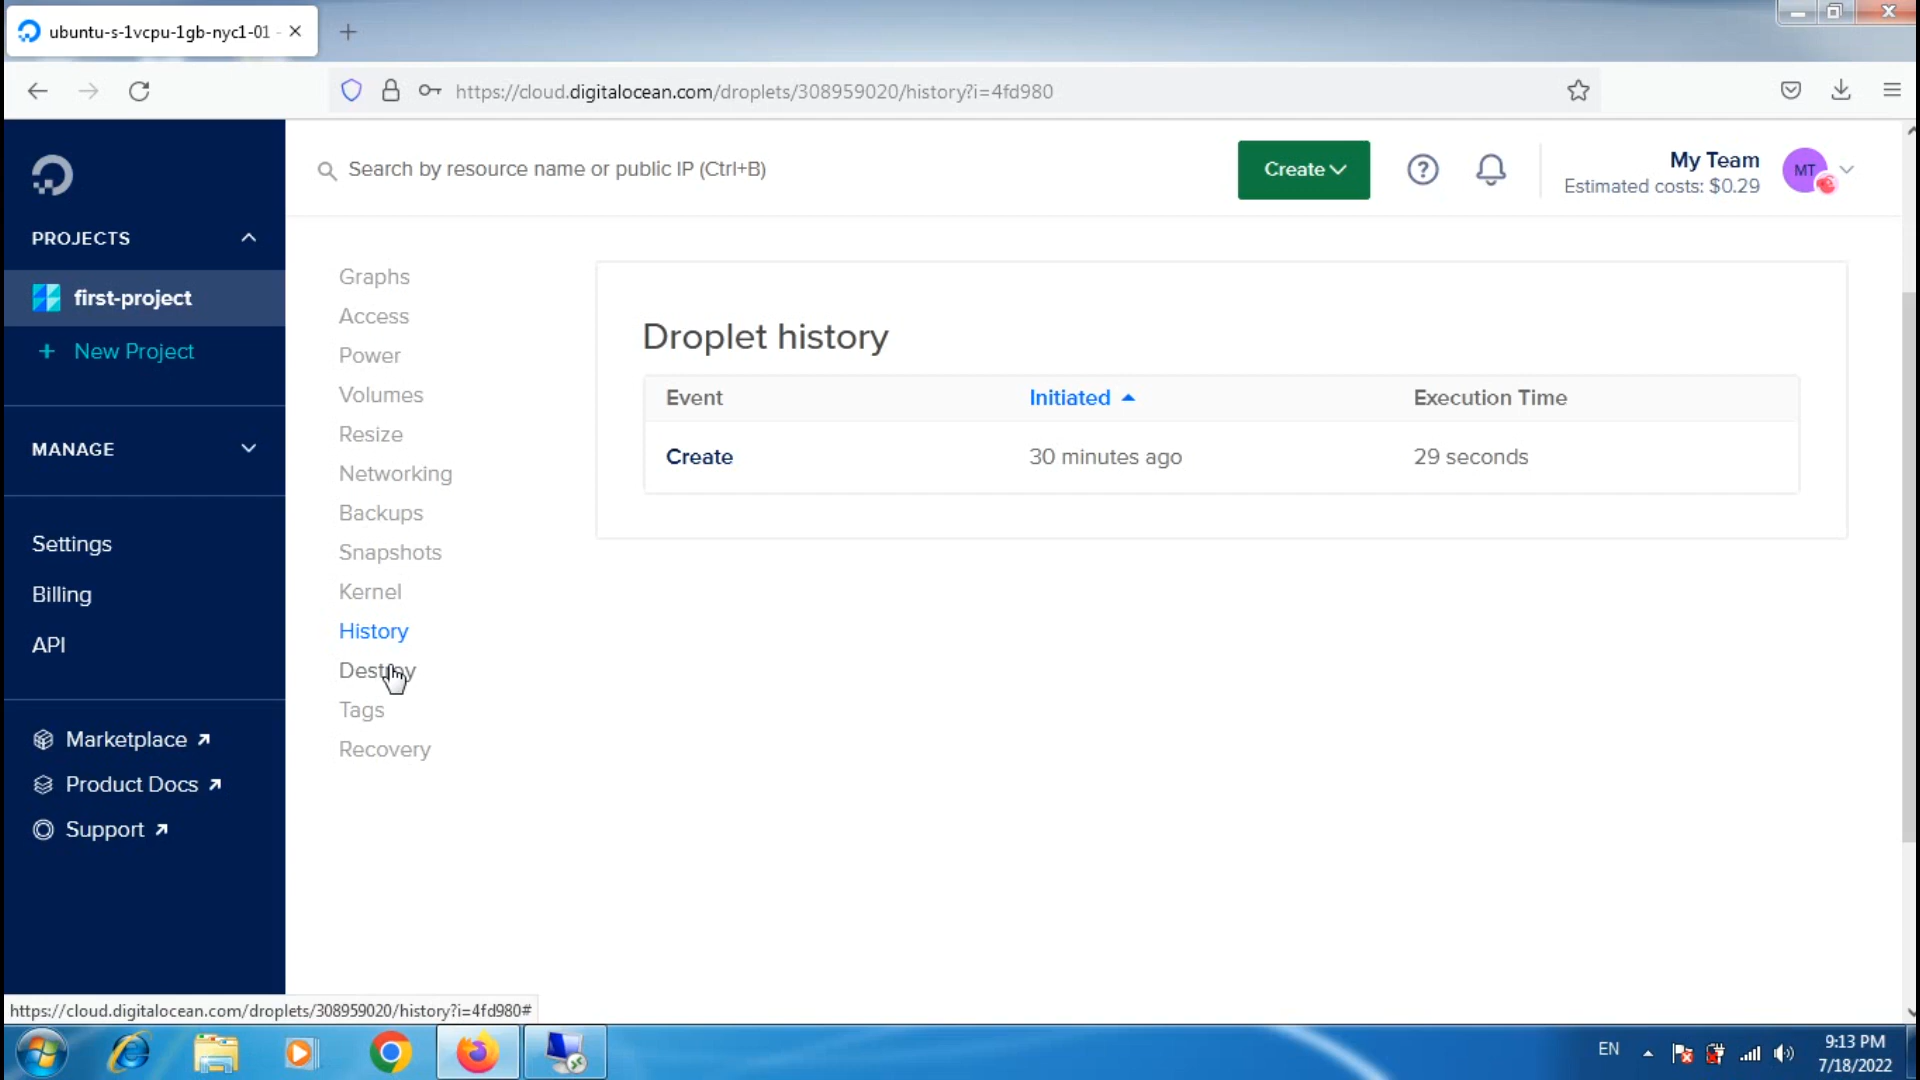 ubuntu-s-1vcpu-1gb-nyc1-01 -
https://cloud.digitalocean.com/droplets/308959020/history?i=4fd980
Search by resource name or public IP (Ctrl+B)
Create
My Team
Estimated costs: $0.29
MT
PROJECTS
first-project
+ New Project
MANAGE
Settings
Billing
API
Marketplace
Product Docs
Support
Graphs
Access
Power
Volumes
Resize
Networking
Backups
Snapshots
Kernel
History
Destroy
Tags
Recovery
Droplet history
Event Initiated Execution Time
Create 30 minutes ago 29 seconds
https://cloud.digitalocean.com/droplets/308959020/history?i=4fd980#
EN
9:13 PM
7/18/2022